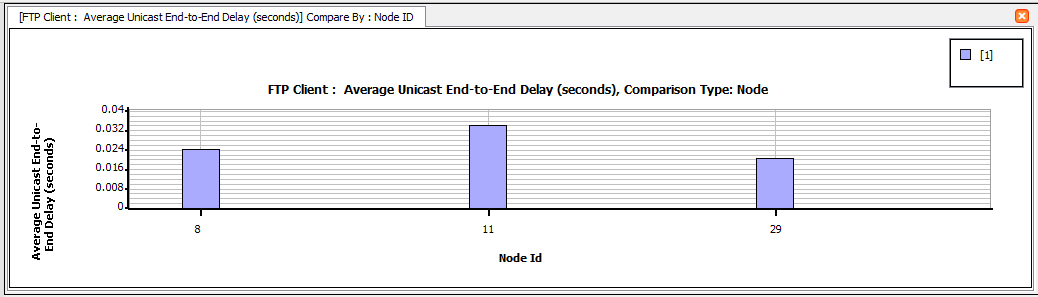 [FTP Client :  Average Unicast End-to-End Delay (seconds)] Compare By : Node ID
[1]
FTP Client :  Average Unicast End-to-End Delay (seconds), Comparison Type: Node
Average Unicast End-to-
End Delay (seconds)
0.04
0.032
0.024
0.016
0.008
0
8
11
29
Node Id